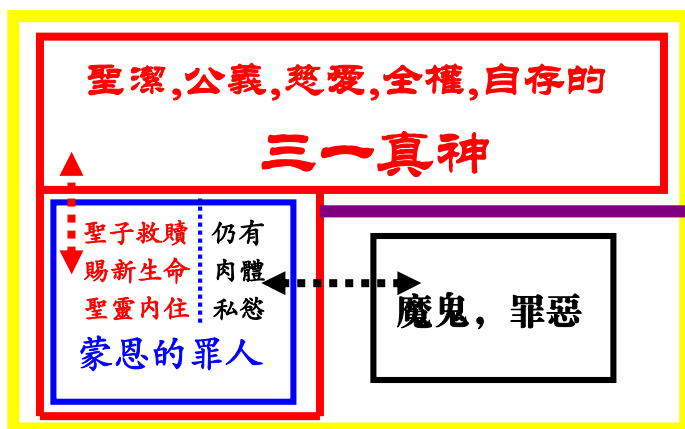 聖潔,公義,慈愛,全權,自存的
三一真神
聖子救贖
賜新生命
聖靈內住
仍有
肉體
私慾
蒙恩的罪人
魔鬼，罪惡